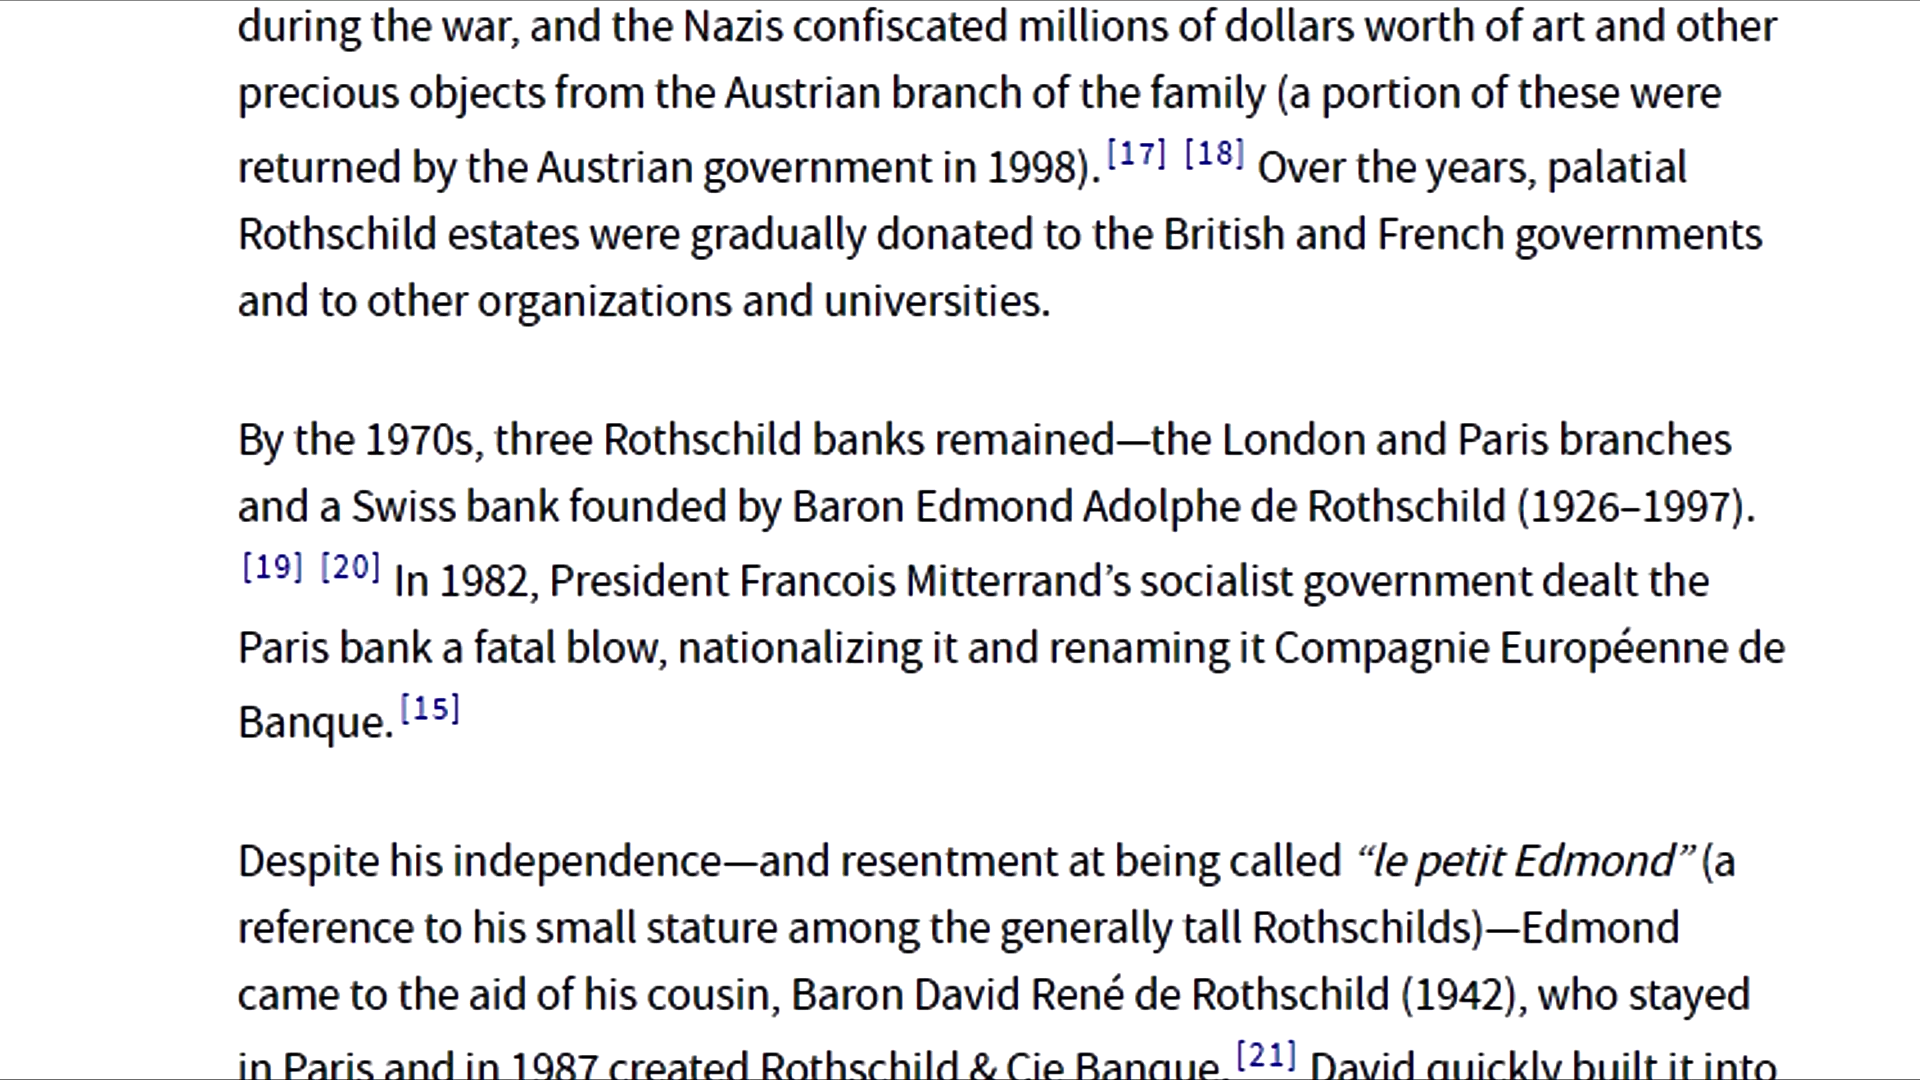 during the war, and the Nazis confiscated millions of dollars worth of art and other
precious objects from the Austrian branch of the family (a portion of these were
returned by the Austrian government in 1998).[17] [18] Over the years, palatial
Rothschild estates were gradually donated to the British and French governments
and to other organizations and universities.
By the 1970s, three Rothschild banks remained—the London and Paris branches
and a Swiss bank founded by Baron Edmond Adolphe de Rothschild (1926–1997).
[19] [20] In 1982, President Francois Mitterrand’s socialist government dealt the
Paris bank a fatal blow, nationalizing it and renaming it Compagnie Européenne de
Banque.[15]
Despite his independence—and resentment at being called “le petit Edmond” (a
reference to his small stature among the generally tall Rothschilds)—Edmond
came to the aid of his cousin, Baron David René de Rothschild (1942), who stayed
in Paris and in 1987 created Rothschild & Cie Banque.[21] David quickly built it into